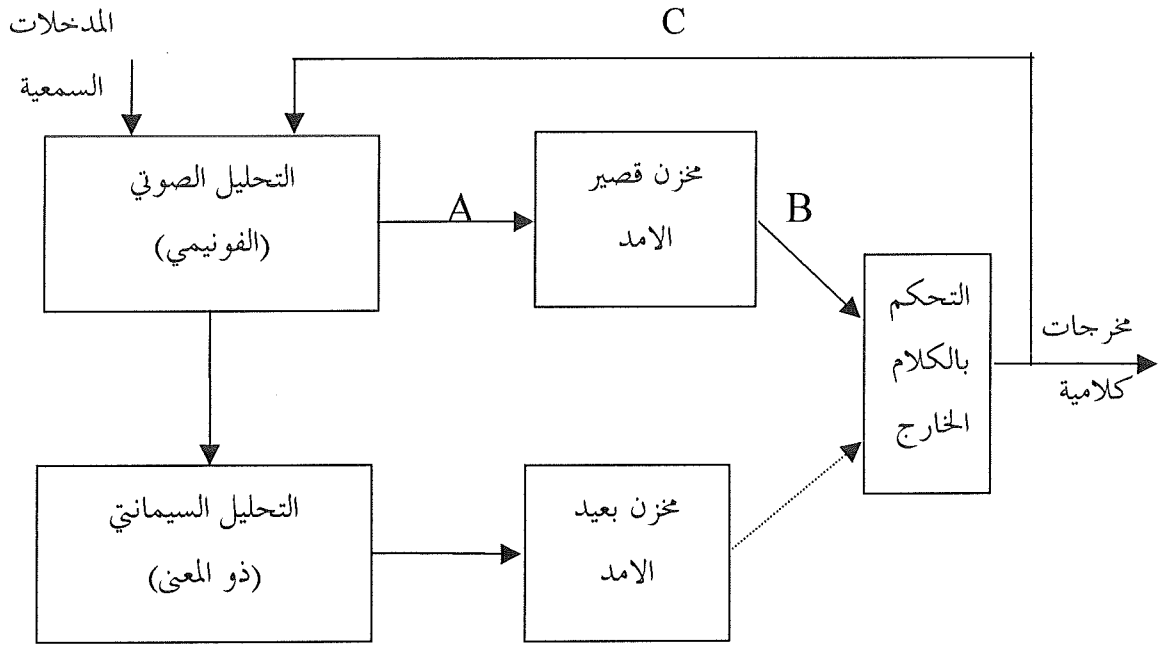 المدخلات
السمعية
C
التحليل الصوتي
(الفونيمي)
A
مخزن قصير
الامد
B
التحكم
بالكلام
الخارج
مخرجات
كلامية
التحليل السيمانتي
(ذو المعنى)
مخزن بعيد
الامد